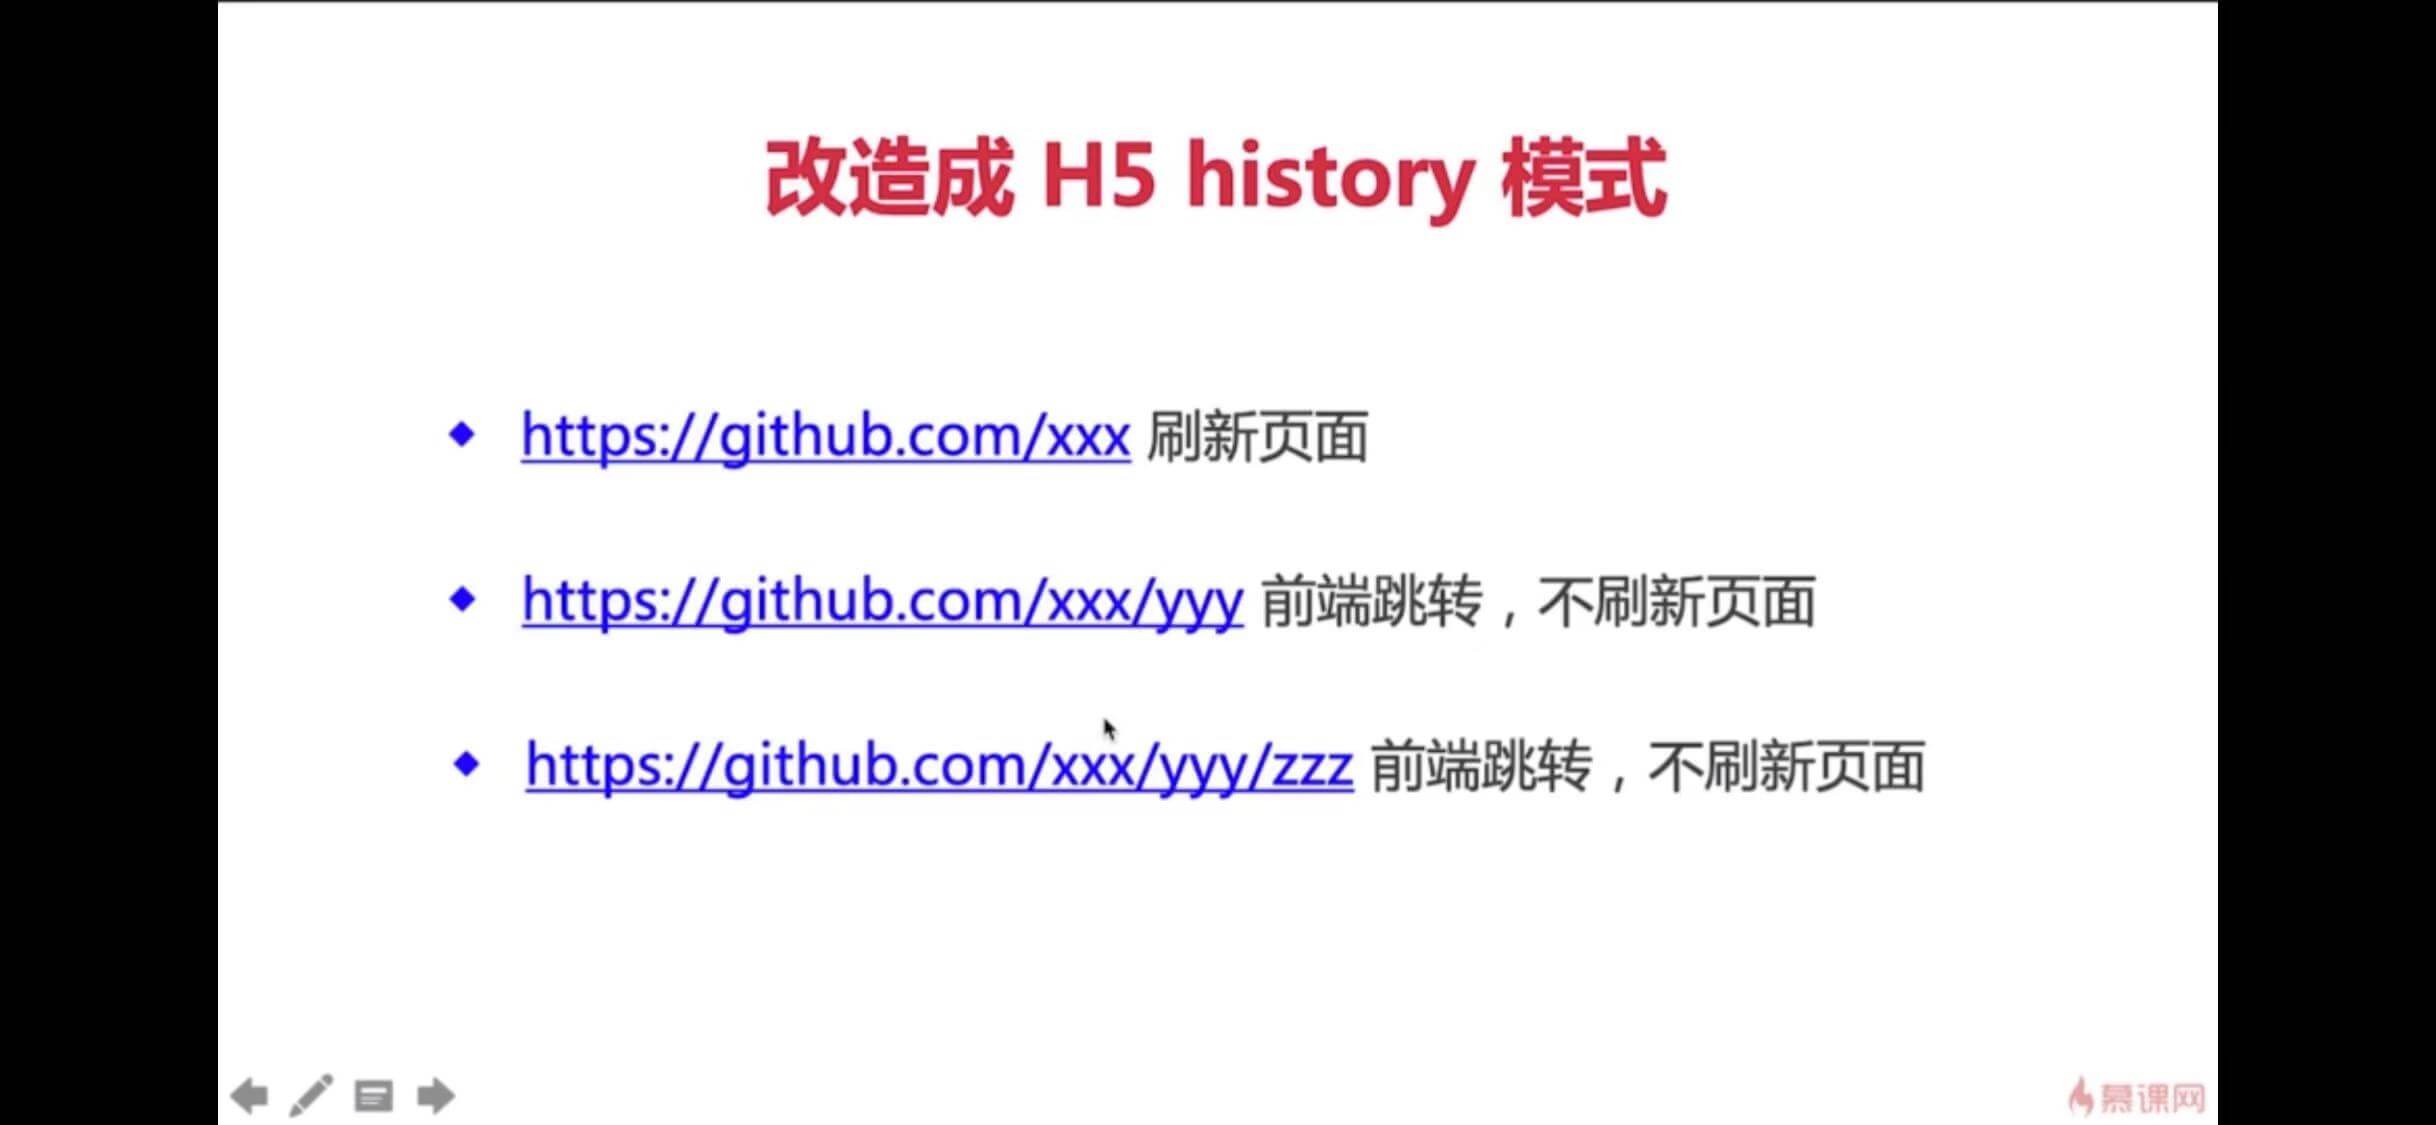 改造成 H5 history 模式
https://github.com/xxx 刷新页面
https://github.com/xxx/yyy 前端跳转，不刷新页面
https://github.com/xxx/yyy/zzz 前端跳转，不刷新页面
慕课网